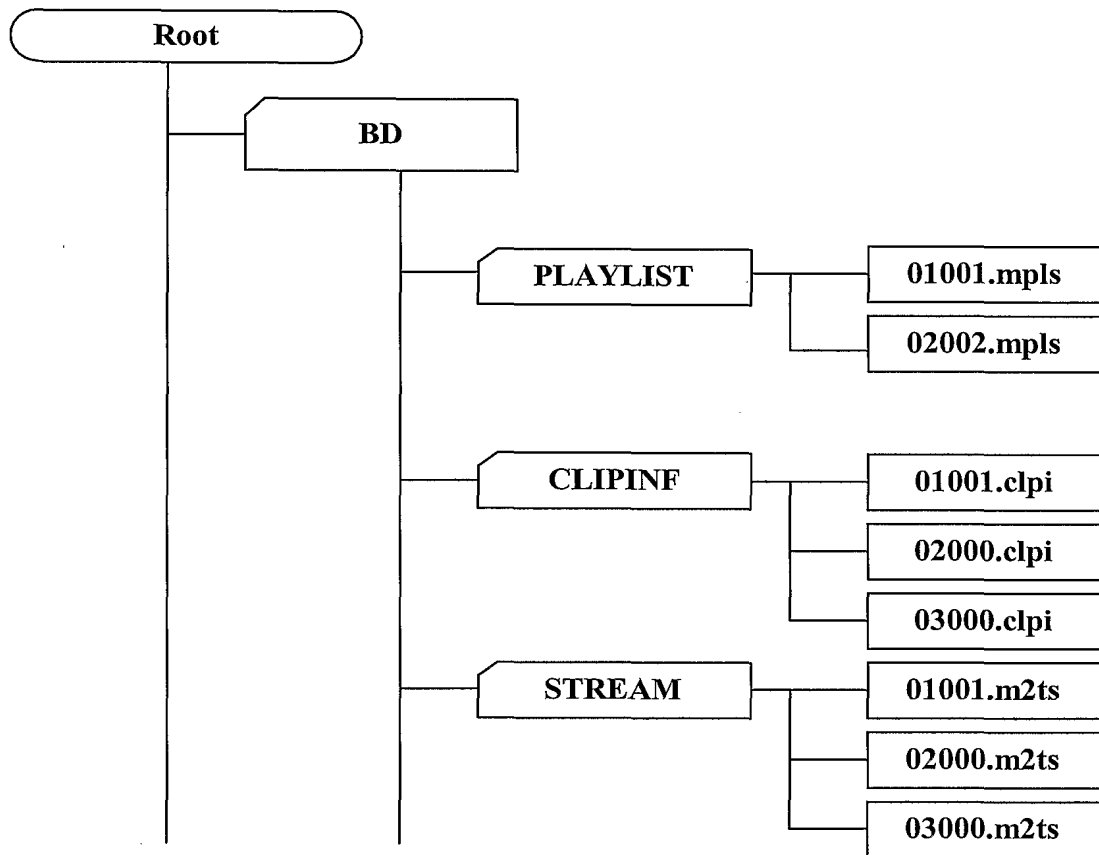 Root
BD
PLAYLIST
01001.mpls
02002.mpls
CLIPINF
01001.clpi
02000.clpi
03000.clpi
STREAM
01001.m2ts
02000.m2ts
03000.m2ts